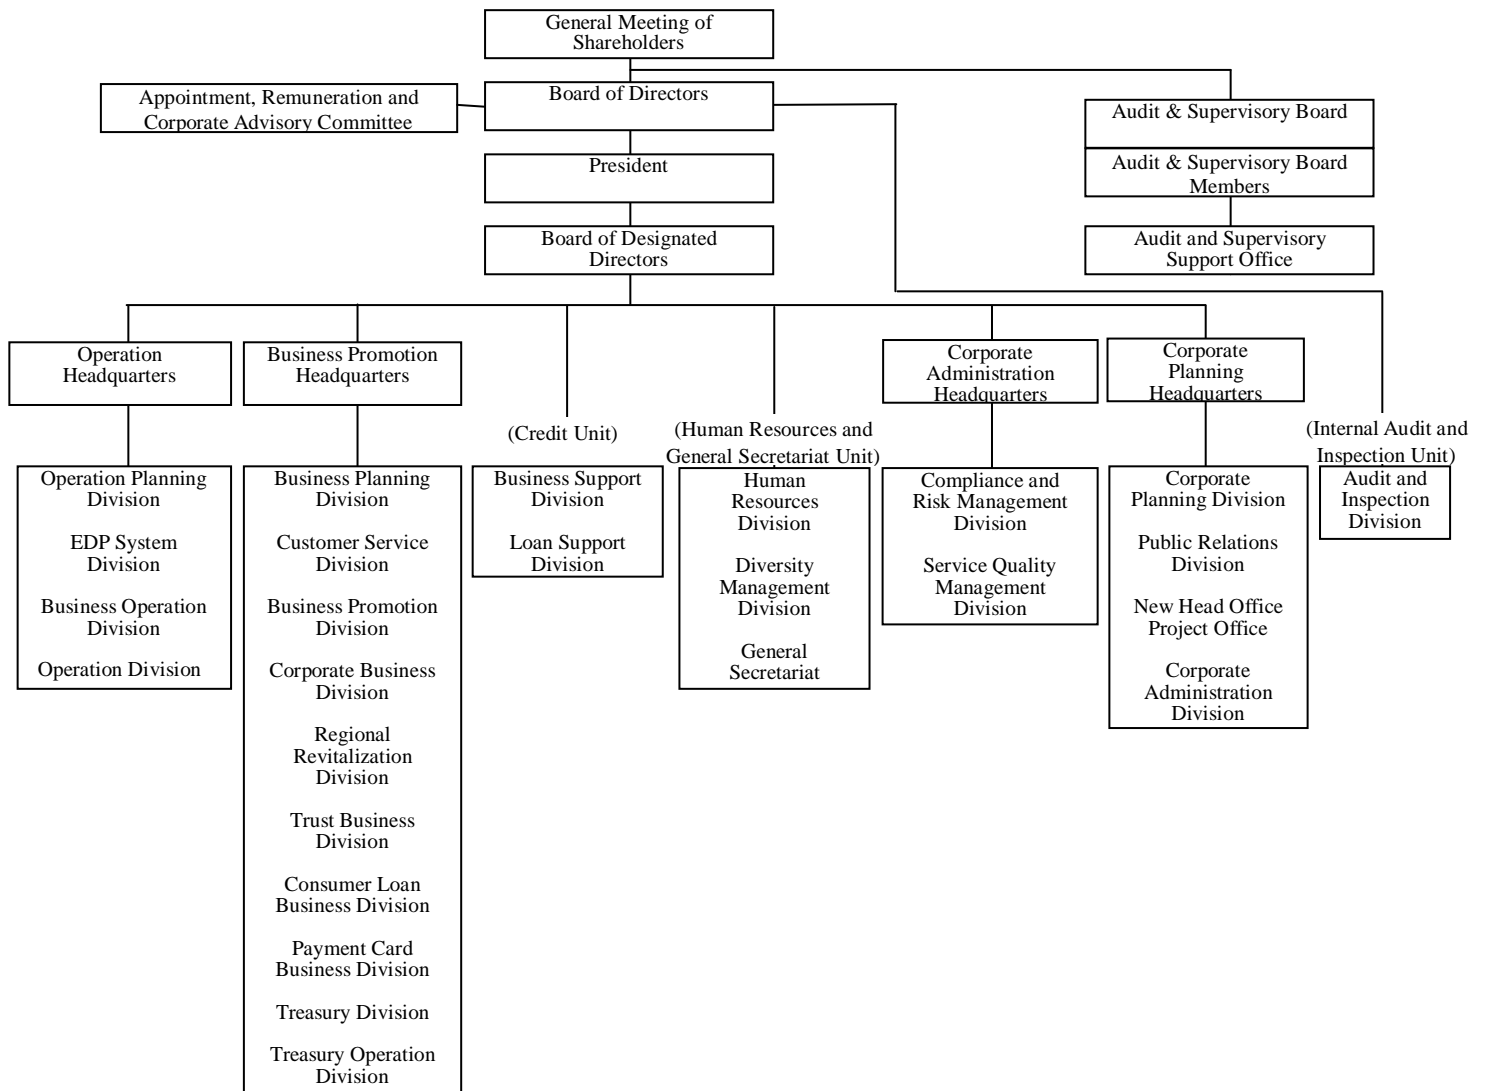 General Meeting of
Shareholders
Appointment, Remuneration and
Corporate Advisory Committee
Board of Directors
Audit & Supervisory Board
President
Audit & Supervisory Board
Members
Board of Designated
Directors
Audit and Supervisory
Support Office
Operation
Headquarters
Business Promotion
Headquarters
Corporate
Administration
Headquarters
Corporate
Planning
Headquarters
(Credit Unit)
(Human Resources and
General Secretariat Unit)
(Internal Audit and
Inspection Unit)
Operation Planning
Division
EDP System
Division
Business Operation
Division
Operation Division
Business Planning
Division
Customer Service
Division
Business Promotion
Division
Corporate Business
Division
Regional
Revitalization
Division
Trust Business
Division
Consumer Loan
Business Division
Payment Card
Business Division
Treasury Division
Treasury Operation
Division
Business Support
Division
Loan Support
Division
Human
Resources
Division
Diversity
Management
Division
General
Secretariat
Compliance and
Risk Management
Division
Service Quality
Management
Division
Corporate
Planning Division
Public Relations
Division
New Head Office
Project Office
Corporate
Administration
Division
Audit and
Inspection
Division